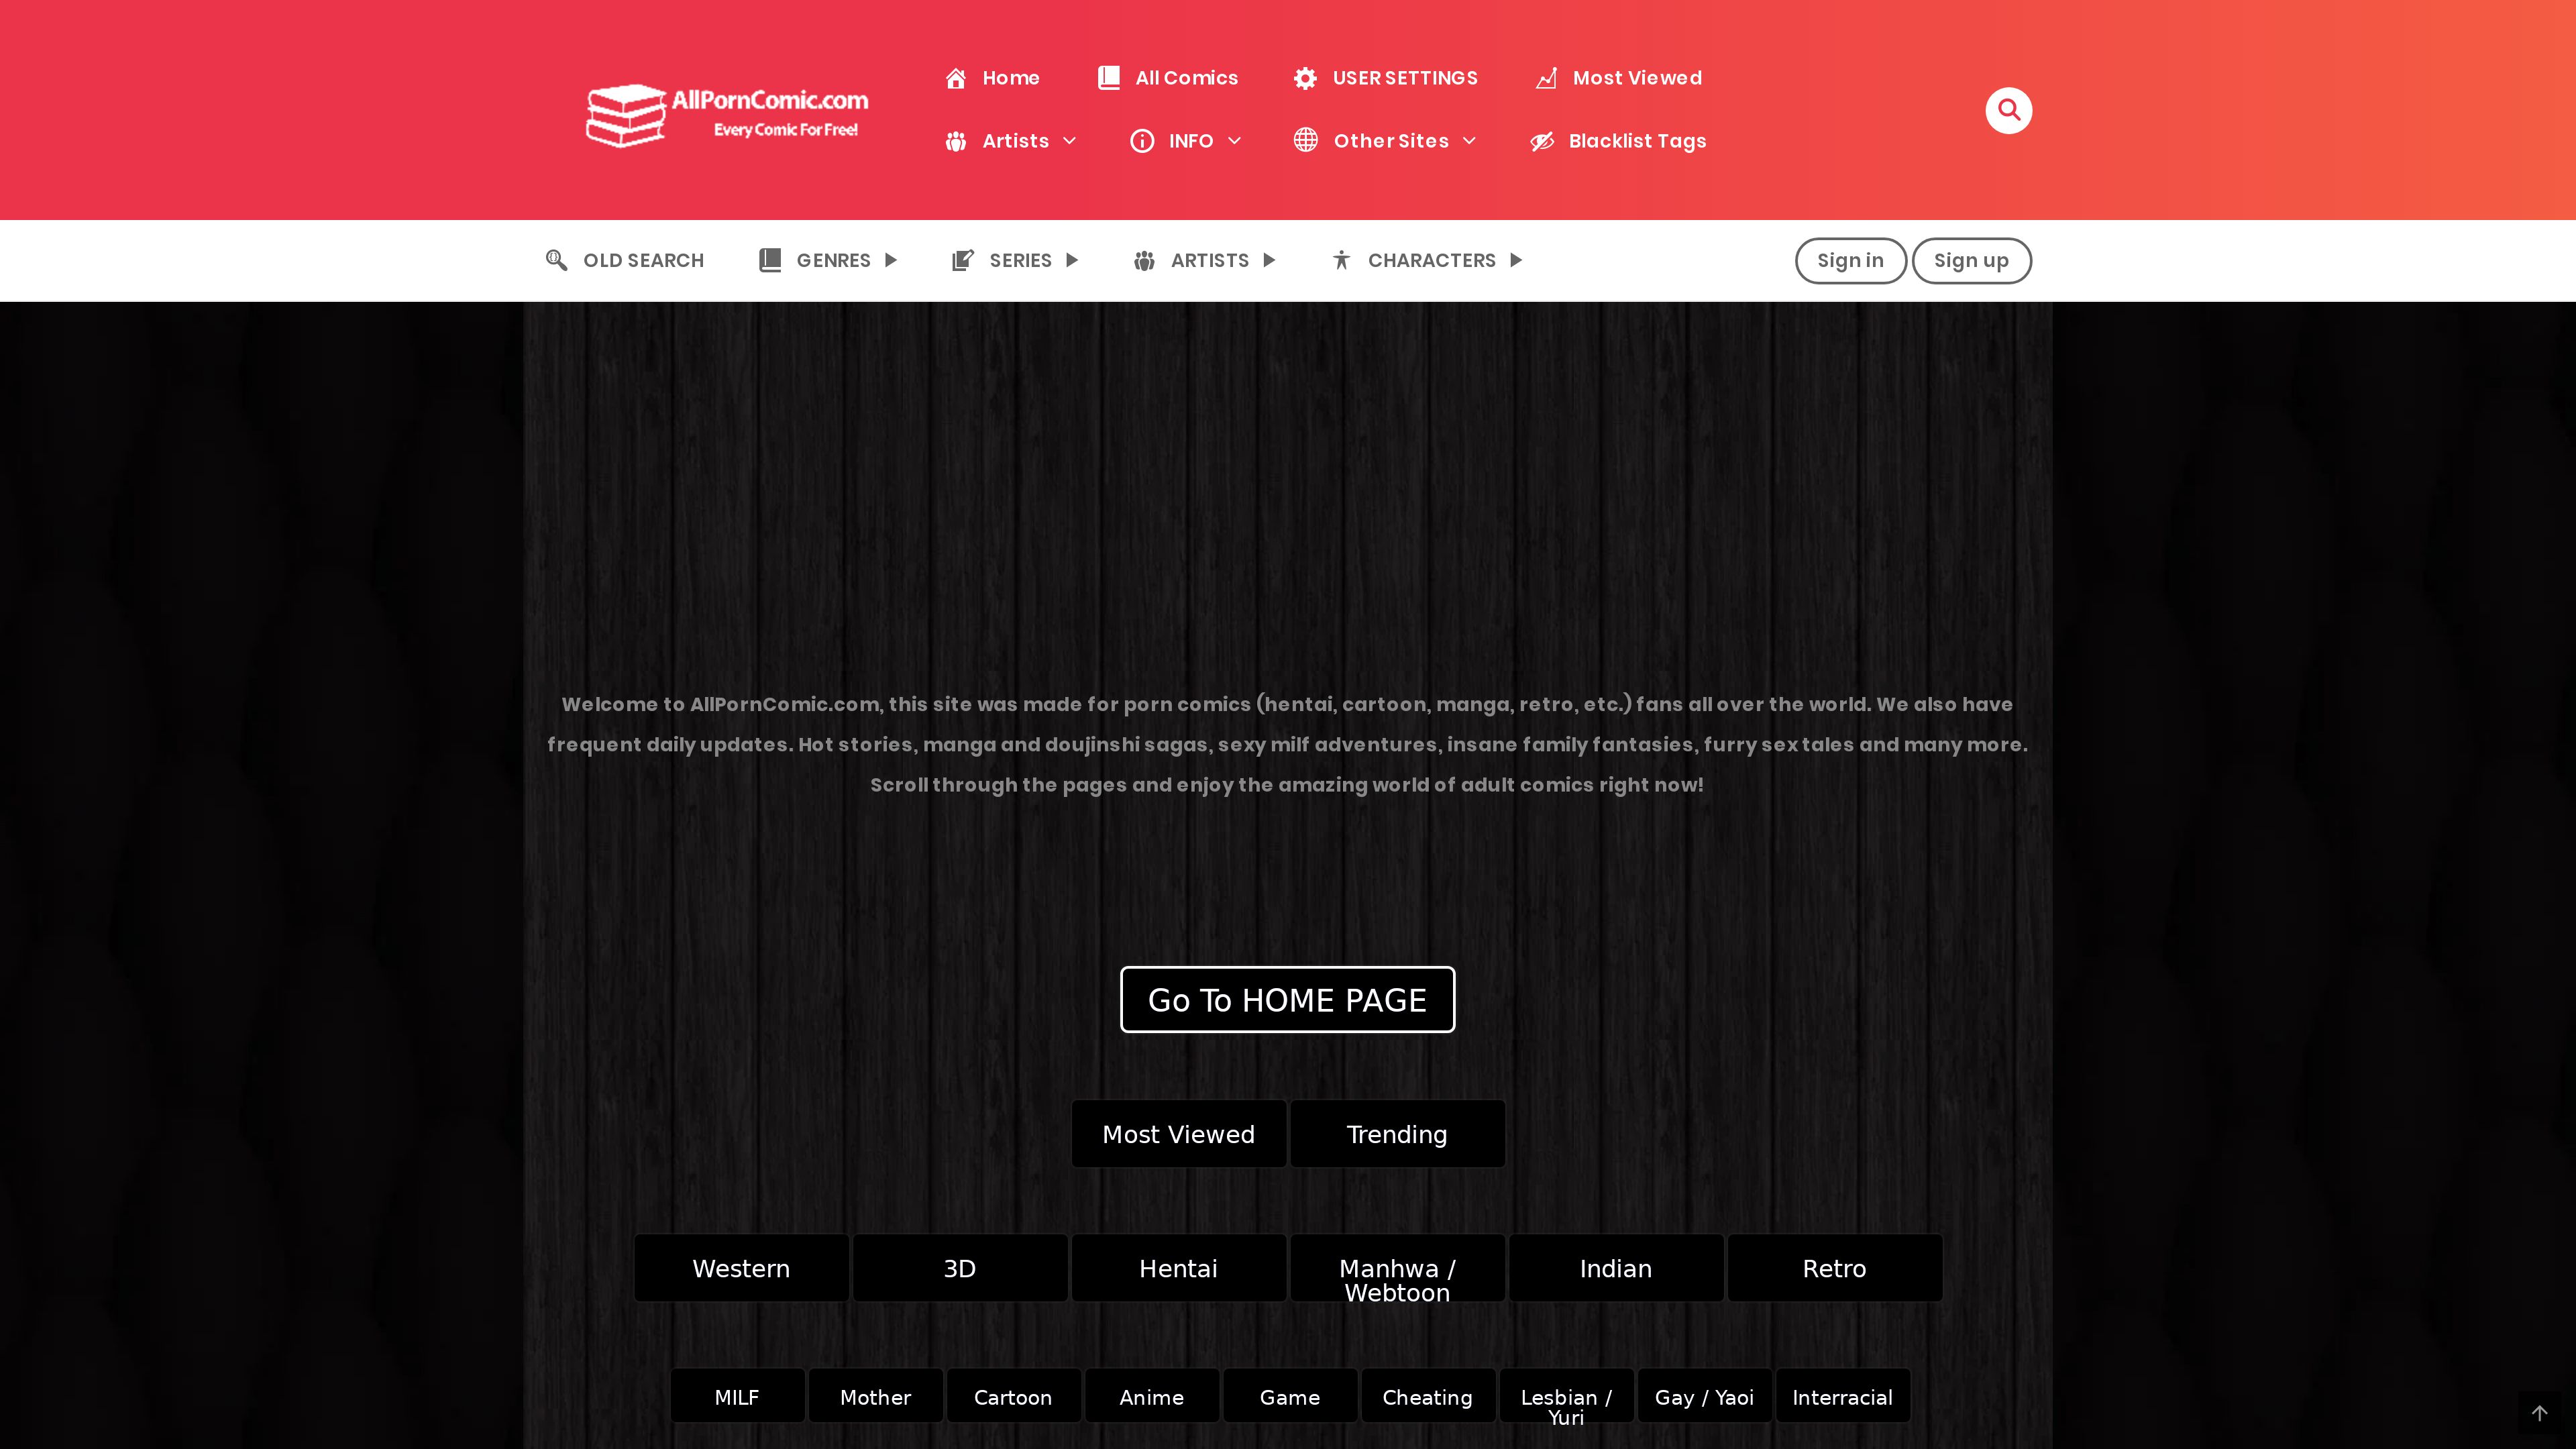 AllPornComic.com
Every Comic For Free!
Home
All Comics
USER SETTINGS
Most Viewed
Artists
INFO
Other Sites
Blacklist Tags
OLD SEARCH
GENRES
SERIES
ARTISTS
CHARACTERS
Sign in
Sign up
Welcome to AllPornComic.com, this site was made for porn comics (hentai, cartoon, manga, retro, etc.) fans all over the world. We also have
frequent daily updates. Hot stories, manga and doujinshi sagas, sexy milf adventures, insane family fantasies, furry sex tales and many more.
Scroll through the pages and enjoy the amazing world of adult comics right now!
Go To HOME PAGE
Most Viewed
Trending
Western
3D
Hentai
Manhwa /
Webtoon
Indian
Retro
MILF
Mother
Cartoon
Anime
Game
Cheating
Lesbian /
Yuri
Gay / Yaoi
Interracial